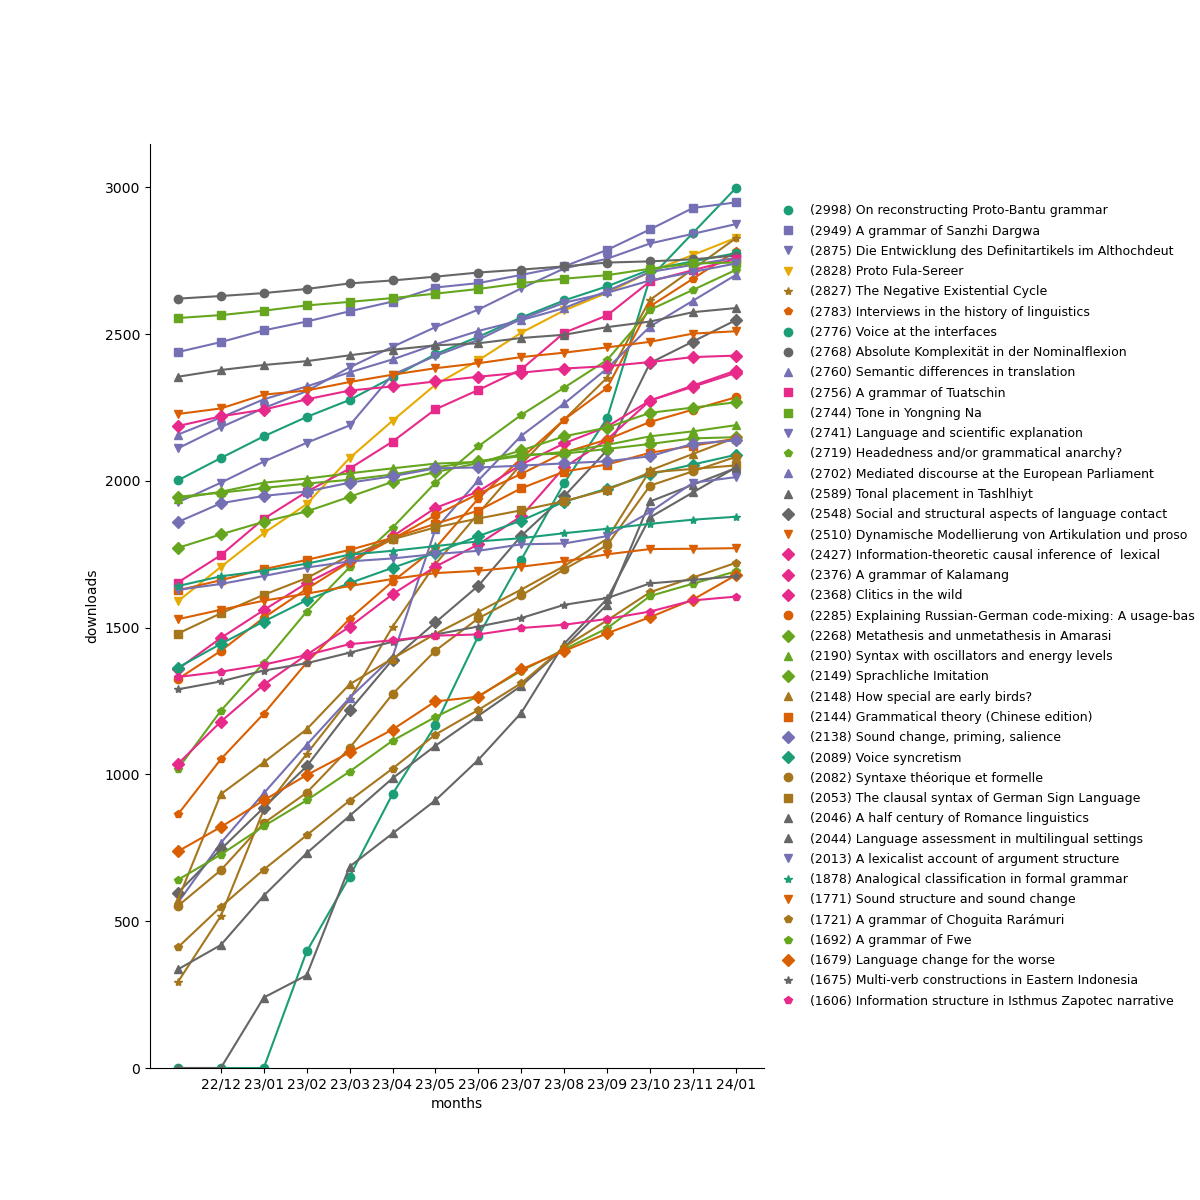 3000
2500
2000
1500
1000
500
0
downloads
22/12 23/01 23/02 23/03 23/04 23/05 23/06 23/07 23/08 23/09 23/10 23/11 24/01
months
(2998) On reconstructing Proto-Bantu grammar
(2949) A grammar of Sanzhi Dargwa
(2875) Die Entwicklung des Definitartikels im Althochdeut
(2828) Proto Fula-Sereer
(2827) The Negative Existential Cycle
(2783) Interviews in the history of linguistics
(2776) Voice at the interfaces
(2768) Absolute Komplexität in der Nominalflexion
(2760) Semantic differences in translation
(2756) A grammar of Tuatschin
(2744) Tone in Yongning Na
(2741) Language and scientific explanation
(2719) Headedness and/or grammatical anarchy?
(2702) Mediated discourse at the European Parliament
(2589) Tonal placement in Tashlhiyt
(2548) Social and structural aspects of language contact
(2510) Dynamische Modellierung von Artikulation und proso
(2427) Information-theoretic causal inference of  lexical
(2376) A grammar of Kalamang
(2368) Clitics in the wild
(2285) Explaining Russian-German code-mixing: A usage-bas
(2268) Metathesis and unmetathesis in Amarasi
(2190) Syntax with oscillators and energy levels
(2149) Sprachliche Imitation
(2148) How special are early birds?
(2144) Grammatical theory (Chinese edition)
(2138) Sound change, priming, salience
(2089) Voice syncretism
(2082) Syntaxe théorique et formelle
(2053) The clausal syntax of German Sign Language
(2046) A half century of Romance linguistics
(2044) Language assessment in multilingual settings
(2013) A lexicalist account of argument structure
(1878) Analogical classification in formal grammar
(1771) Sound structure and sound change
(1721) A grammar of Choguita Rarámuri
(1692) A grammar of Fwe
(1679) Language change for the worse
(1675) Multi-verb constructions in Eastern Indonesia
(1606) Information structure in Isthmus Zapotec narrative